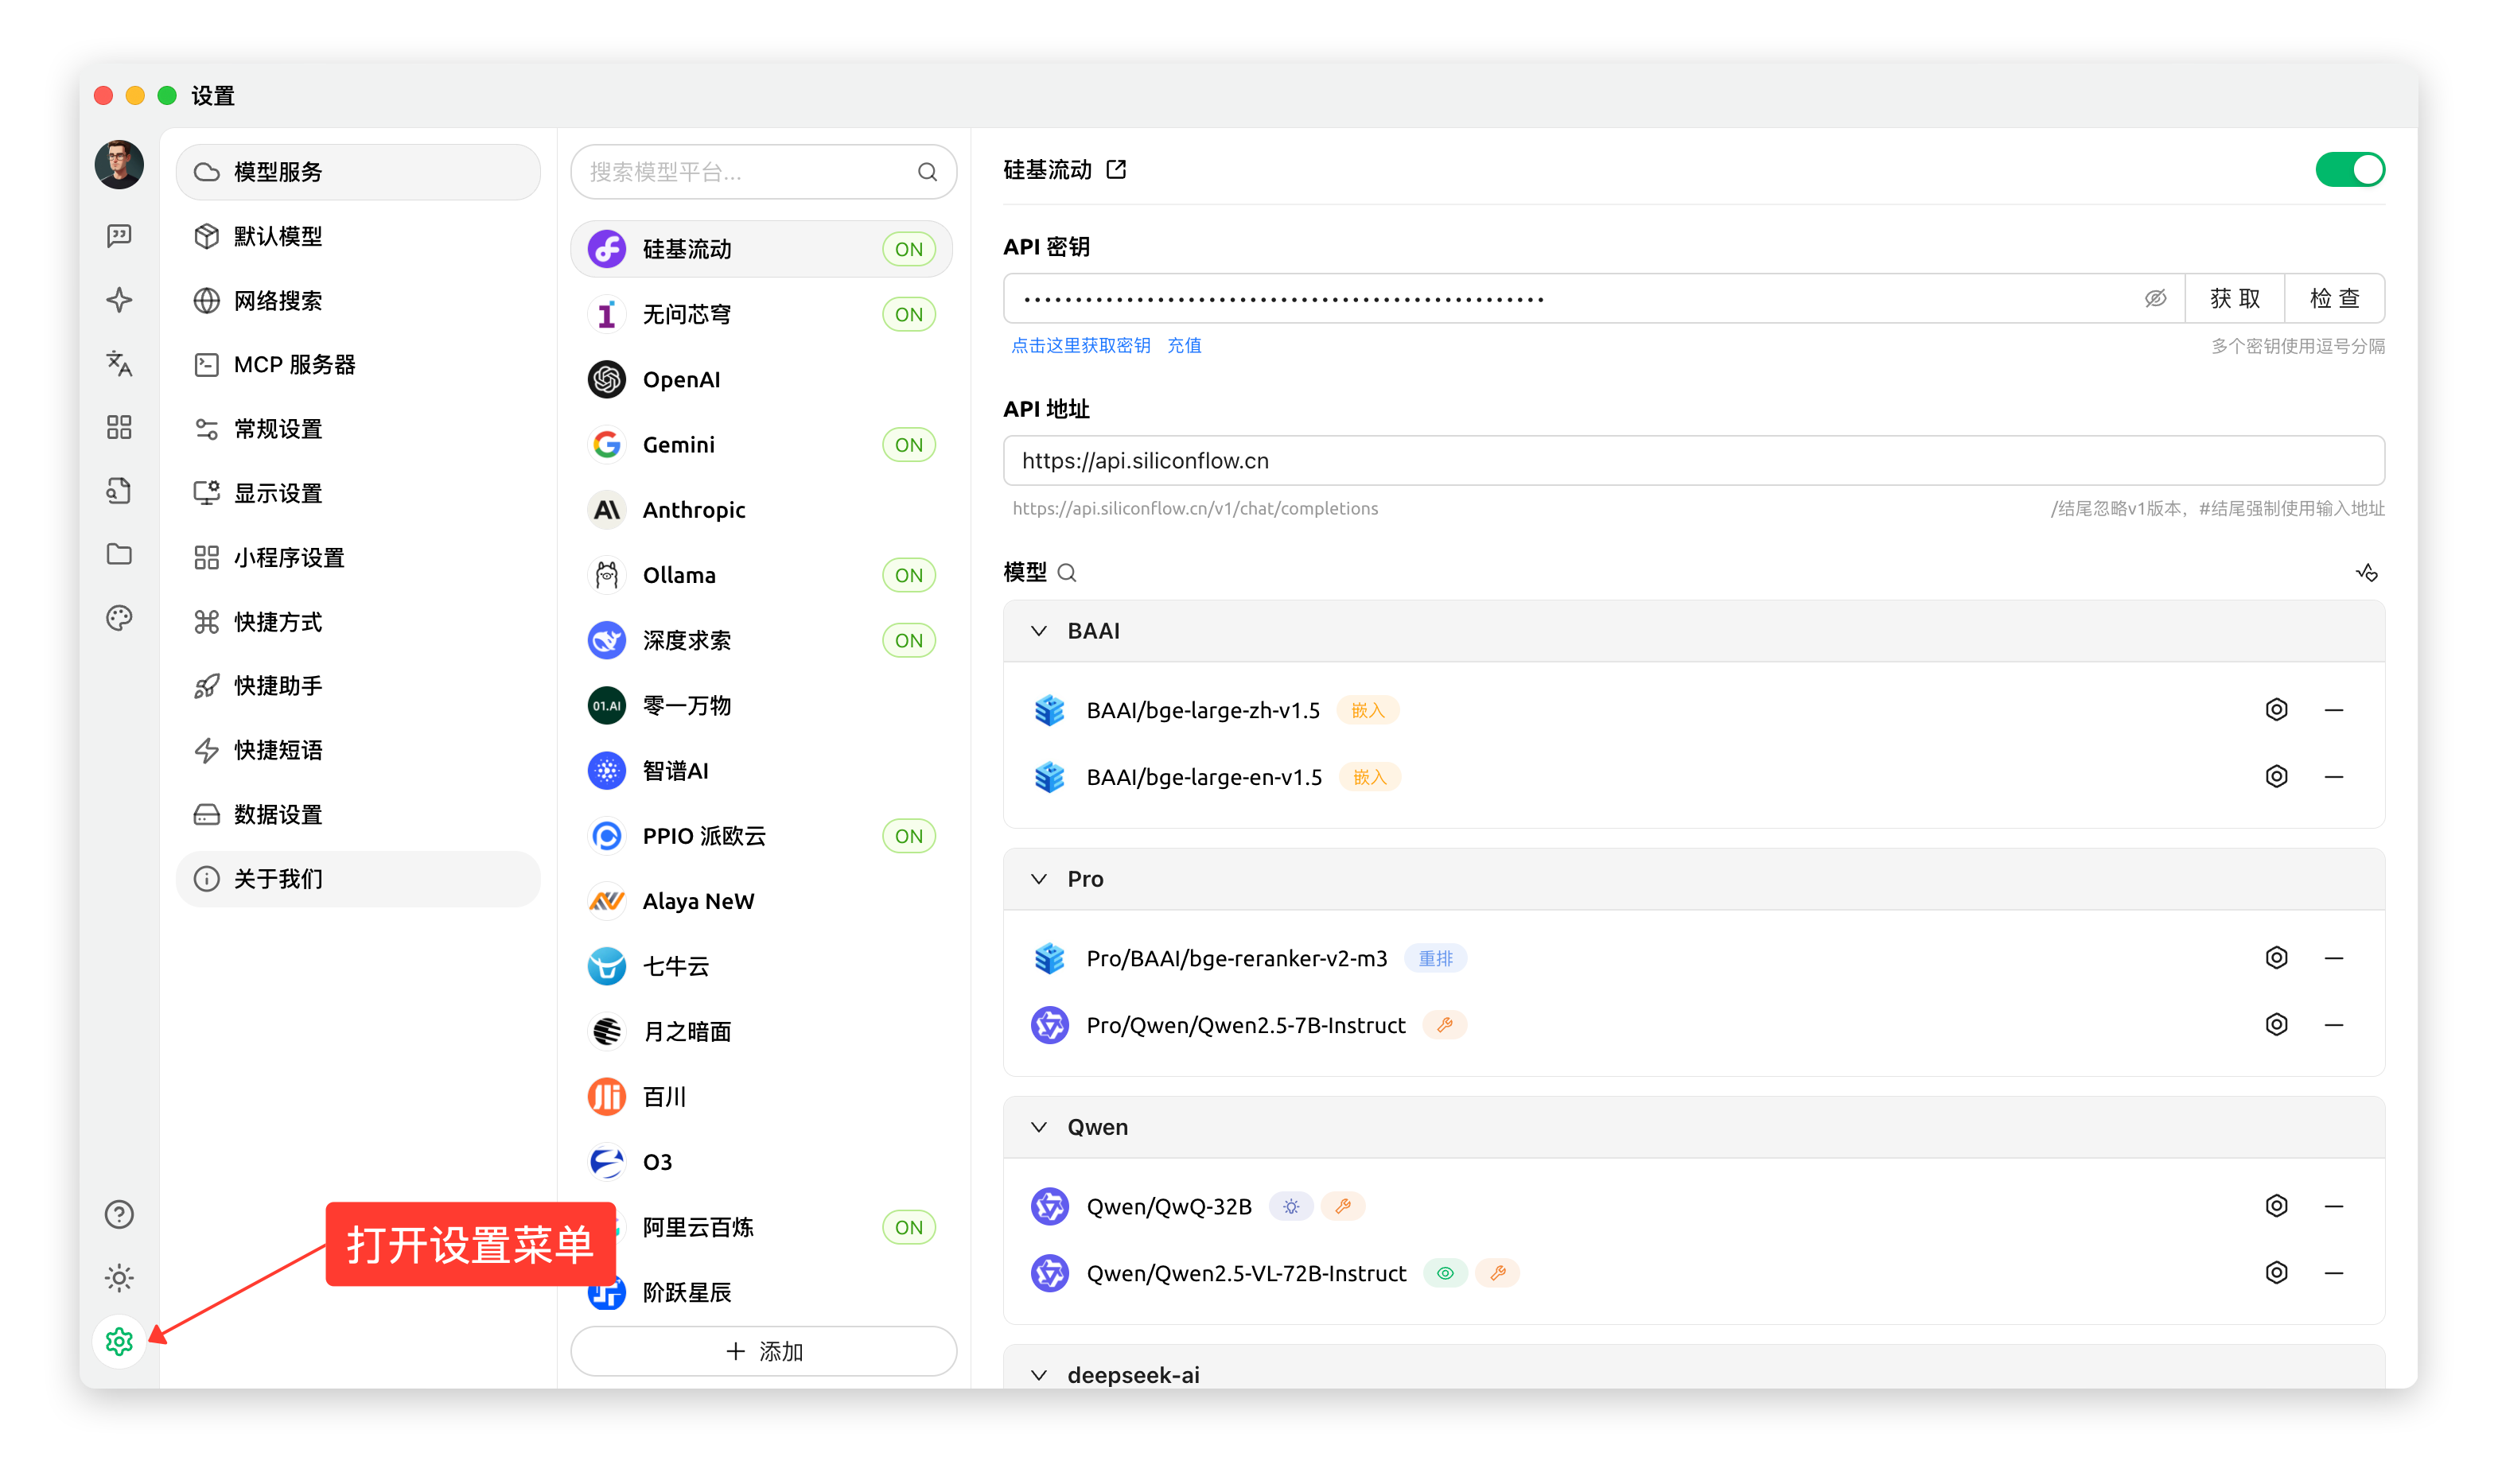 设置
模型服务
默认模型
网络搜索
MCP 服务器
常规设置
显示设置
小程序设置
快捷方式
快捷助手
快捷短语
数据设置
关于我们
打开设置菜单
搜索模型平台...
硅基流动 ON
无问芯穹 ON
OpenAI
Gemini ON
Anthropic
Ollama ON
深度求索 ON
01.AI 零一万物
智谱AI
PPIO 派欧云 ON
Alaya NeW
七牛云
月之暗面
百川
O3
阿里云百炼 ON
阶跃星辰
添加
硅基流动
API 密钥
获 取 检 查
点击这里获取密钥 充值 多个密钥使用逗号分隔
API 地址
https://api.siliconflow.cn
https://api.siliconflow.cn/v1/chat/completions /结尾忽略v1版本，#结尾强制使用输入地址
模型
BAAI
BAAI/bge-large-zh-v1.5 嵌入
BAAI/bge-large-en-v1.5 嵌入
Pro
Pro/BAAI/bge-reranker-v2-m3 重排
Pro/Qwen/Qwen2.5-7B-Instruct
Qwen
Qwen/QwQ-32B
Qwen/Qwen2.5-VL-72B-Instruct
deepseek-ai